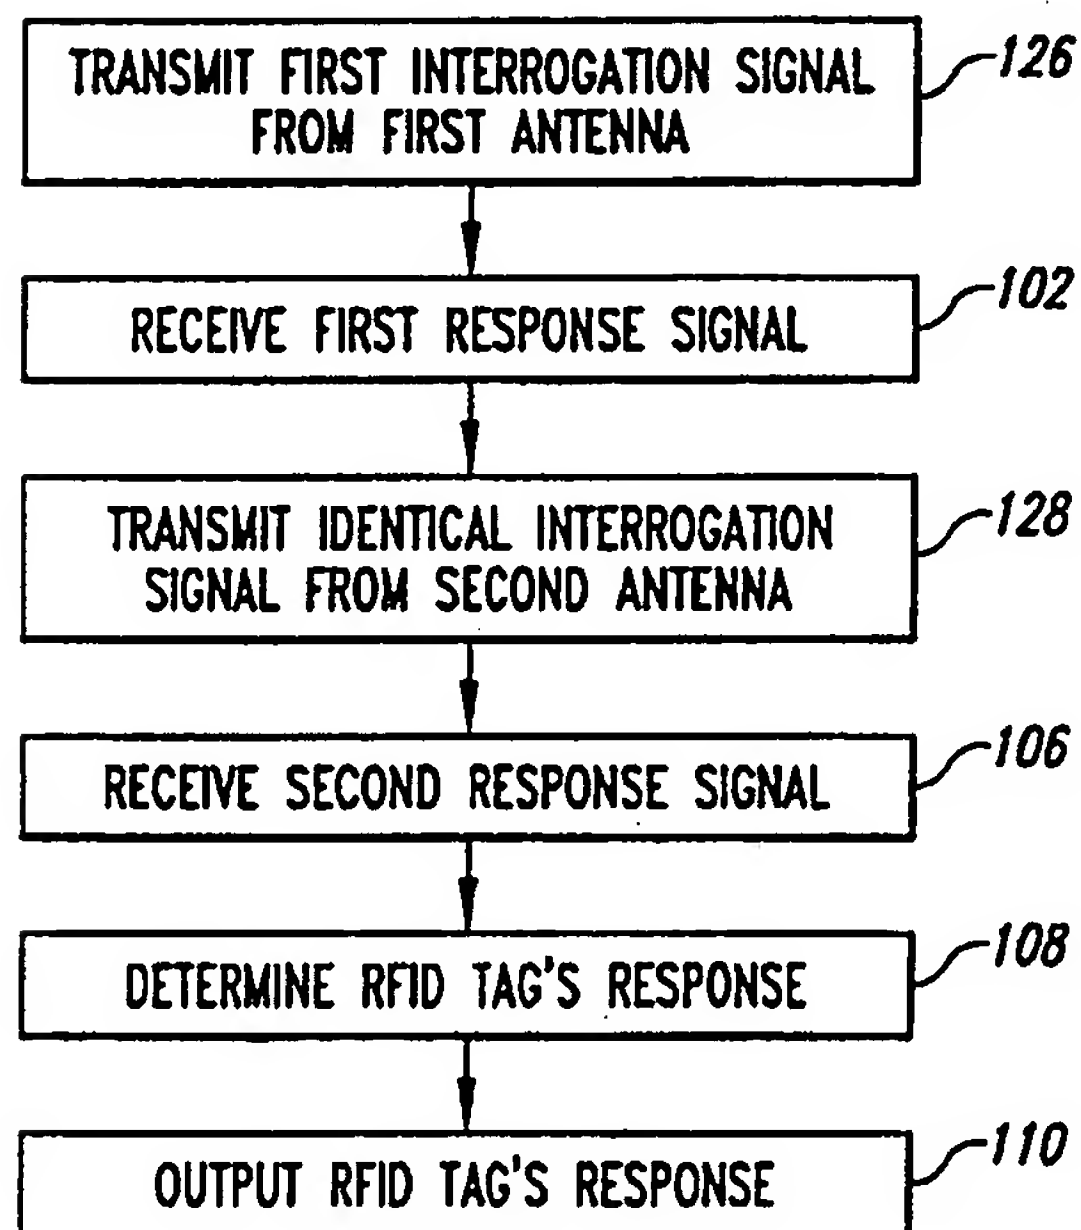 TRANSMIT FIRST INTERROGATION SIGNAL
FROM FIRST ANTENNA
126
RECEIVE FIRST RESPONSE SIGNAL
102
TRANSMIT IDENTICAL INTERROGATION
SIGNAL FROM SECOND ANTENNA
128
RECEIVE SECOND RESPONSE SIGNAL
106
DETERMINE RFID TAG'S RESPONSE
108
OUTPUT RFID TAG'S RESPONSE
110